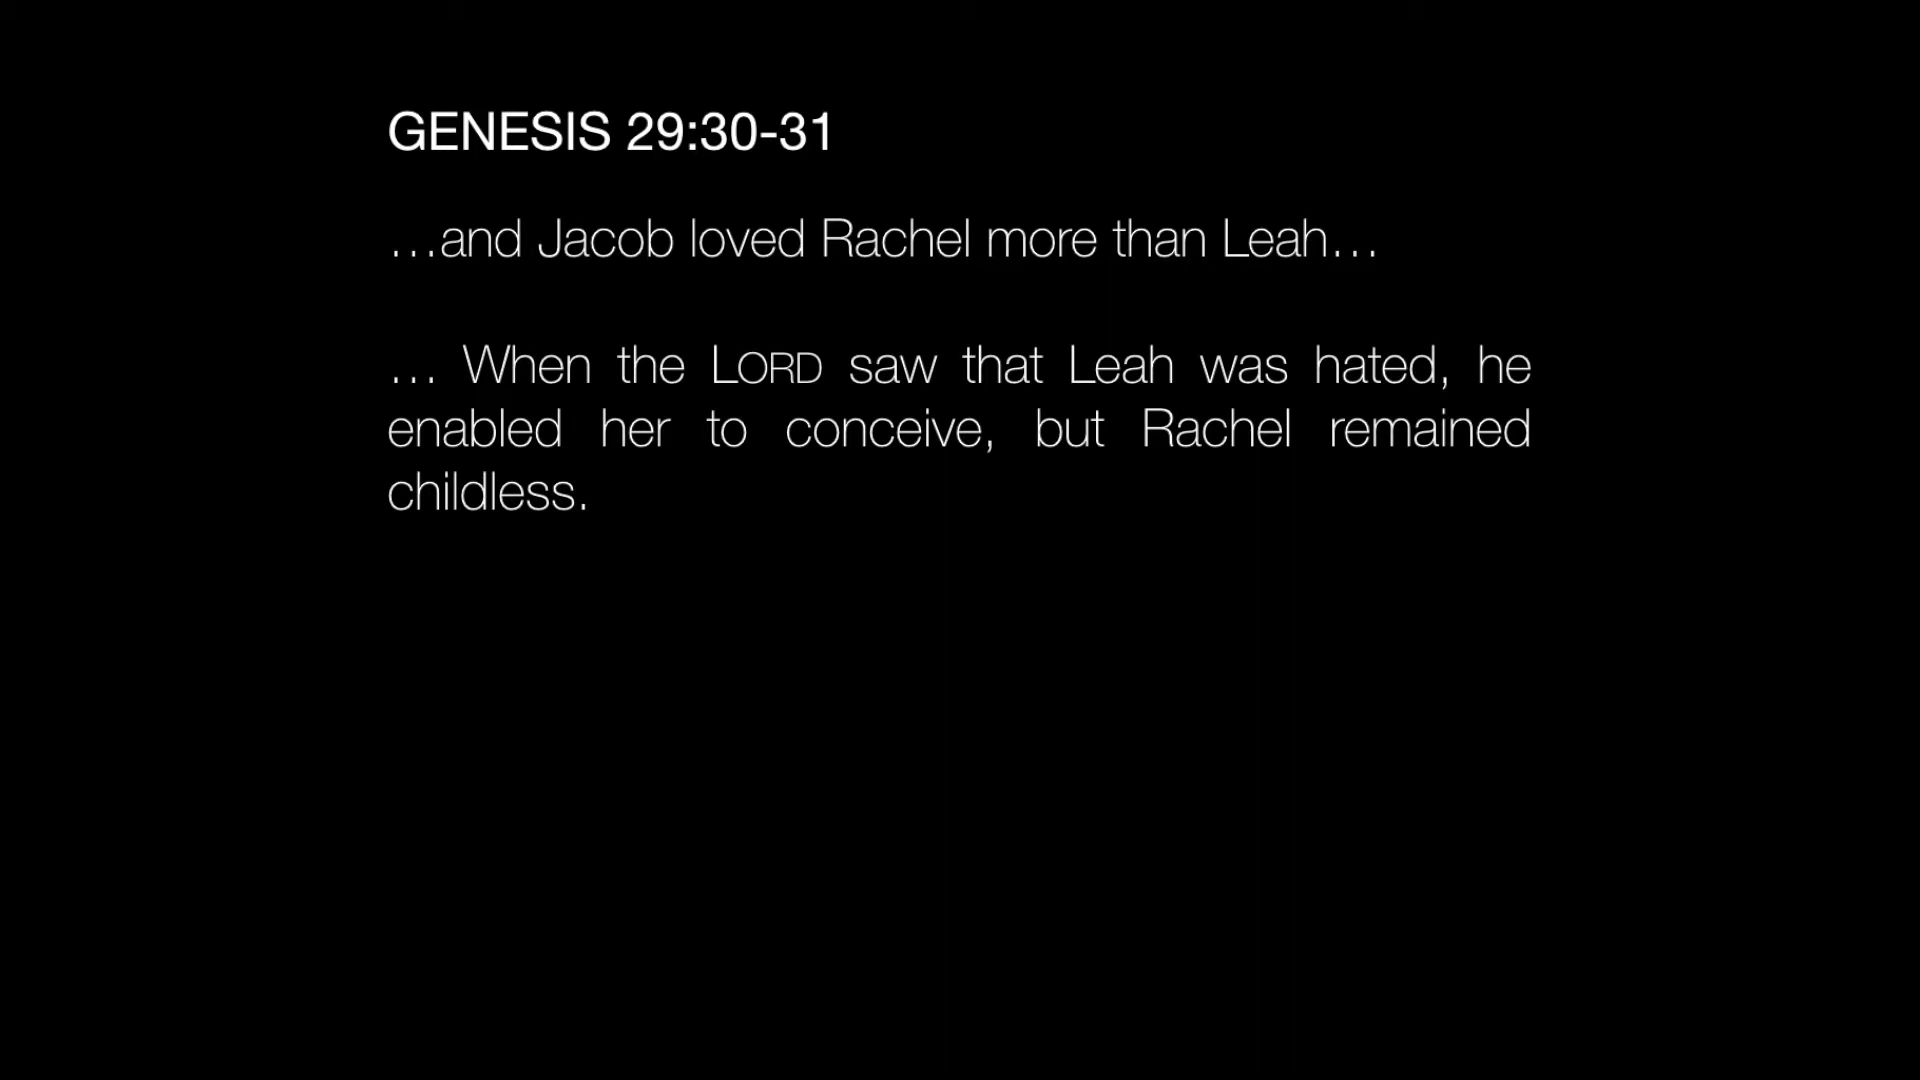 GENESIS 29:30-31
…and Jacob loved Rachel more than Leah…
… When the LORD saw that Leah was hated, he
enabled her to conceive, but Rachel remained
childless.